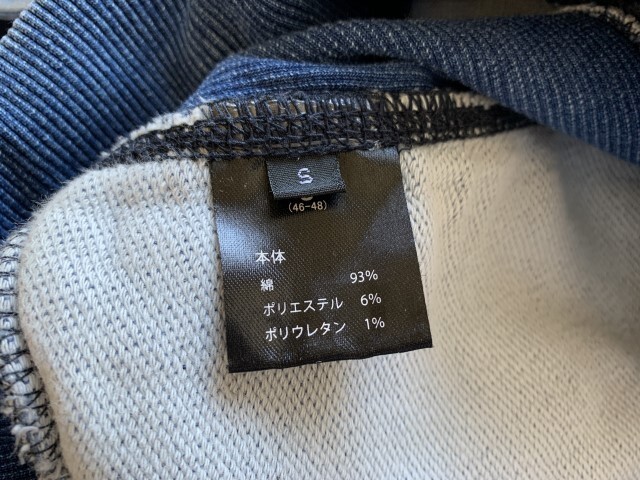 S
(46-48)
本体
綿 93%
ポリエステル 6%
ポリウレタン 1%